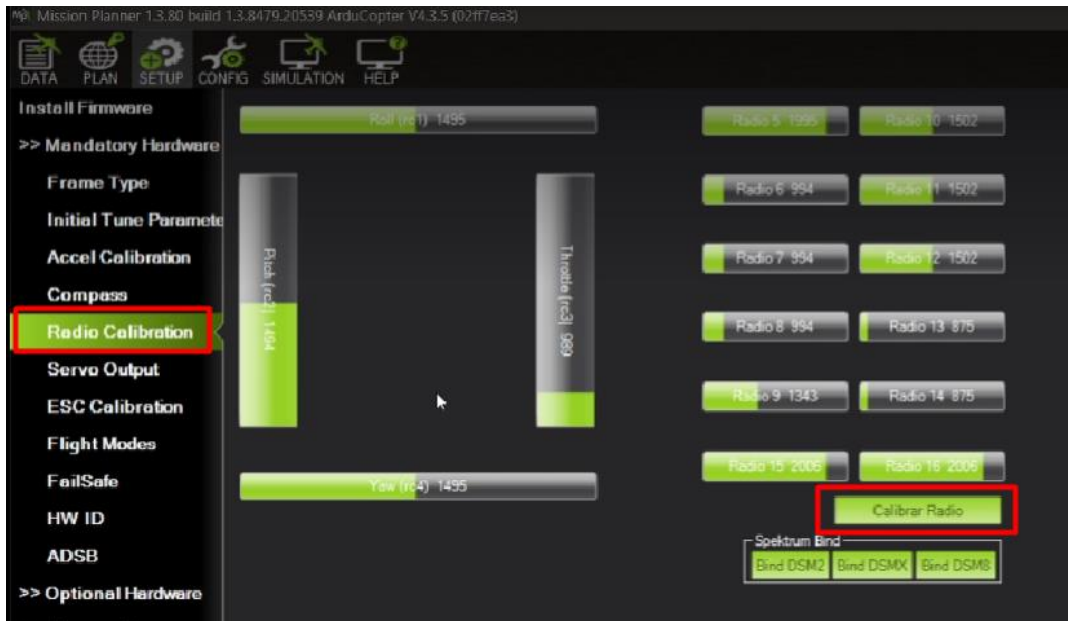 Mission Planner 1.3.80 build 1.3.8479.20539 ArduCopter V4.3.5 (02ff7ea3)
DATA PLAN SETUP CONFIG SIMULATION HELP
Install Firmware
>> Mandatory Hardware
Frame Type
Initial Tune Paramete
Accel Calibration
Compass
Radio Calibration
Servo Output
ESC Calibration
Flight Modes
FailSafe
HW ID
ADSB
>> Optional Hardware
Roll (rc1) 1495
Pitch (rc2) 1494
Throttle (rc3) 989
Yaw (rc4) 1495
Radio 5 1995
Radio 10 1502
Radio 6 994
Radio 11 1502
Radio 7 994
Radio 12 1502
Radio 8 994
Radio 13 875
Radio 9 1343
Radio 14 875
Radio 15 2006
Radio 16 2006
Calibrar Radio
Spektrum Bind
Bind DSM2
Bind DSMX
Bind DSM8